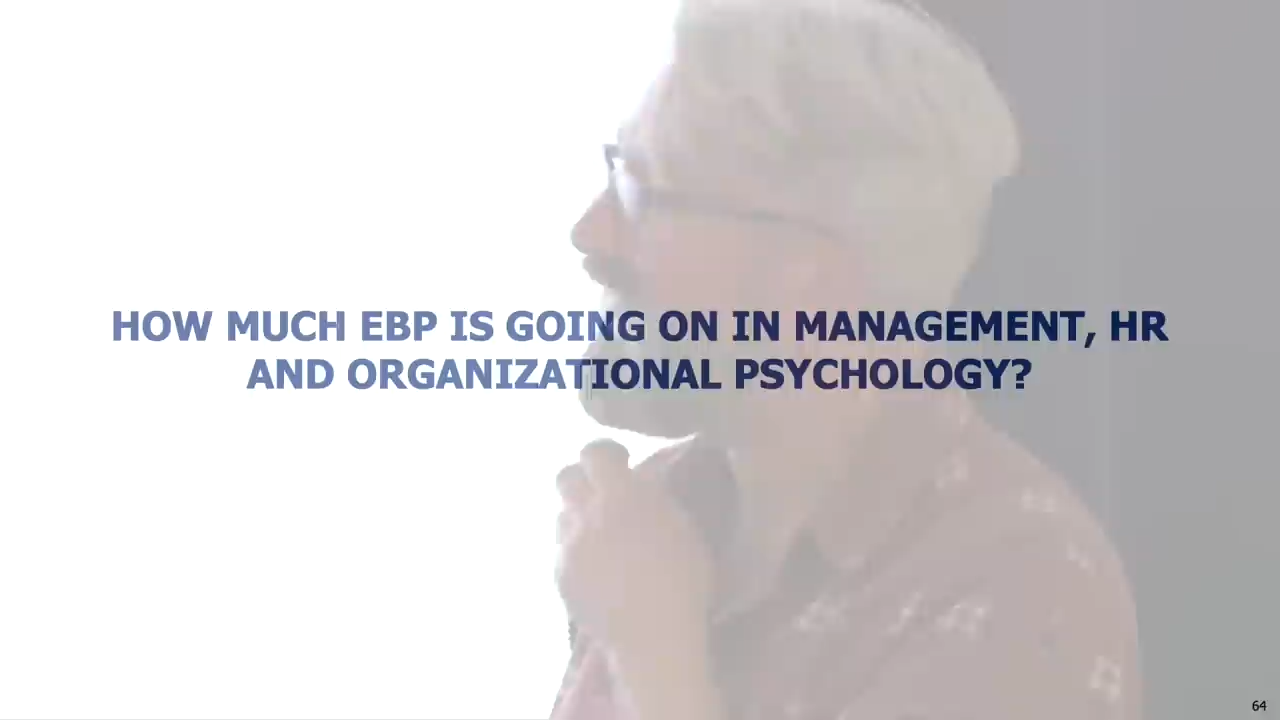 HOW MUCH EBP IS GOING ON IN MANAGEMENT, HR
AND ORGANIZATIONAL PSYCHOLOGY?
64